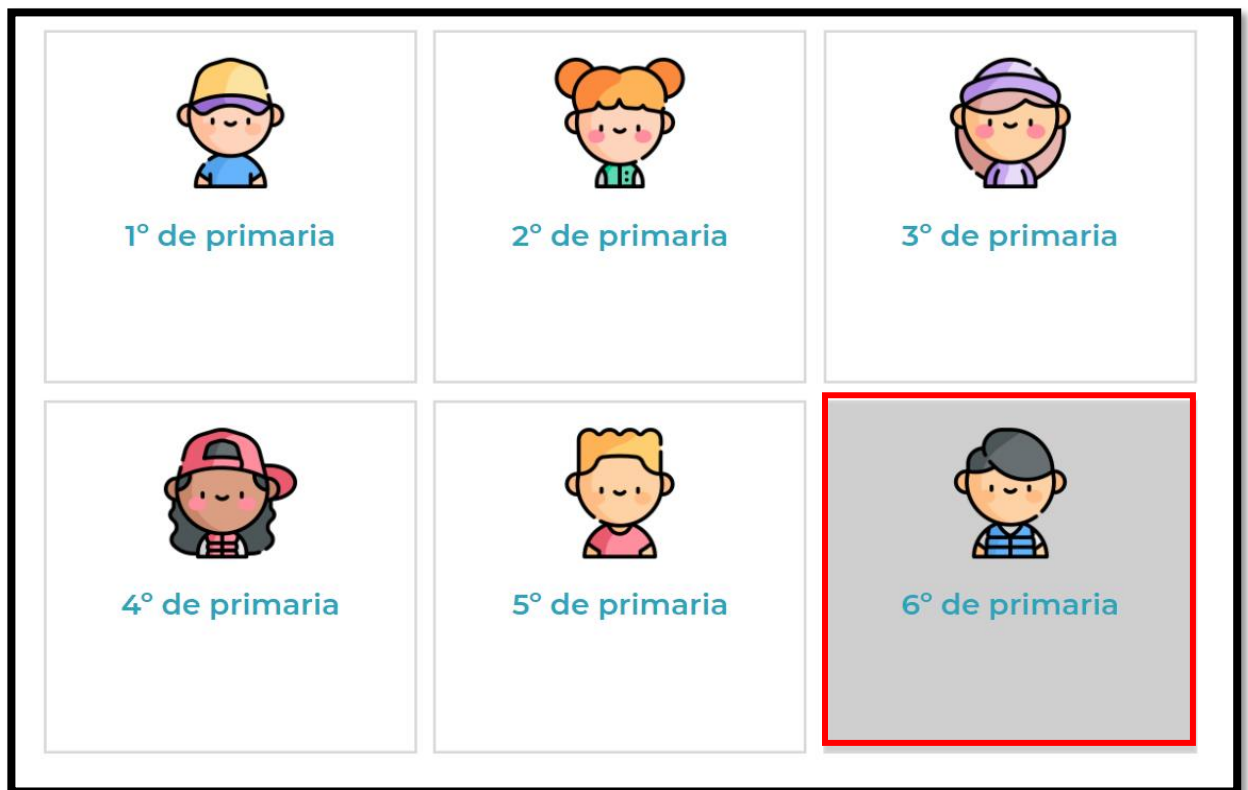 1º de primaria
2º de primaria
3º de primaria
4º de primaria
5º de primaria
6º de primaria